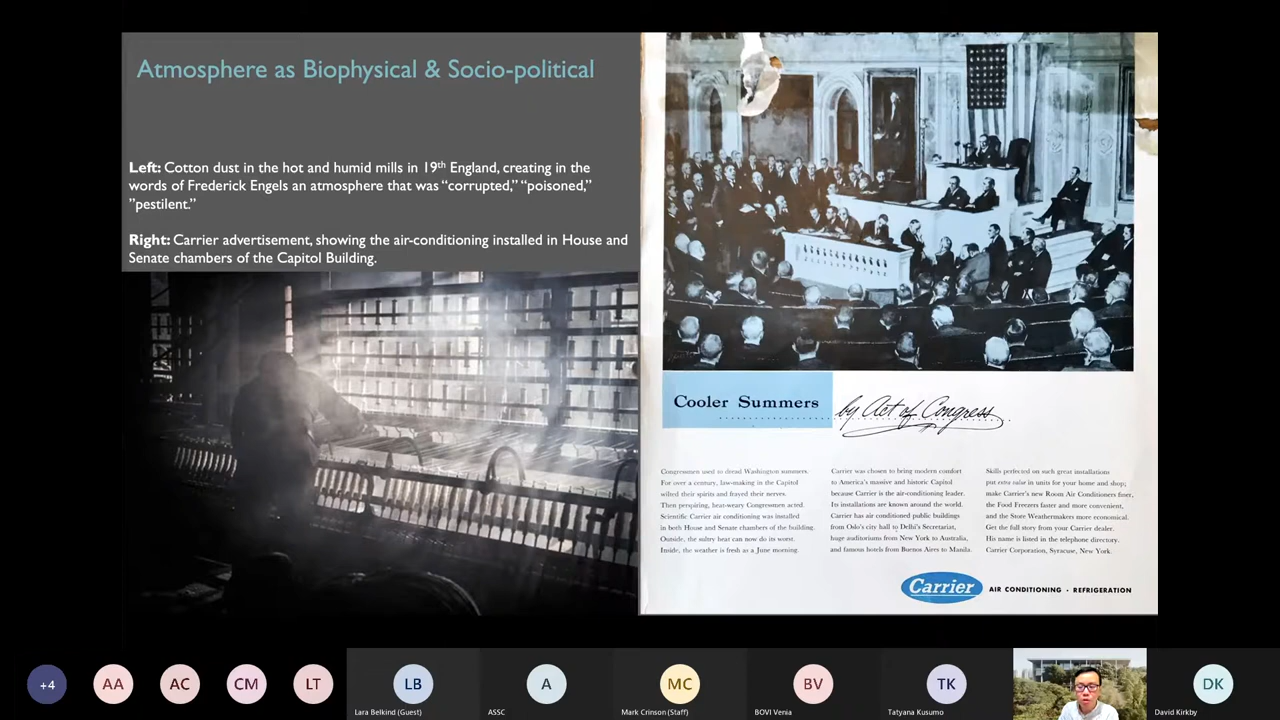 Atmosphere as Biophysical & Socio-political
Left: Cotton dust in the hot and humid mills in 19th England, creating in the
words of Frederick Engels an atmosphere that was “corrupted,” “poisoned,”
”pestilent.”
Right: Carrier advertisement, showing the air-conditioning installed in House and
Senate chambers of the Capitol Building.
Cooler Summers by Act of Congress
Congressmen used to dread Washington summers.
For over a century, law-making in the Capitol
wilted their spirits and frayed their nerves.
Then perspiring, heat-weary Congressmen acted.
Scientific Carrier air conditioning was installed
in both House and Senate chambers of the building.
Outside, the sultry heat can now do its worst.
Inside, the weather is fresh as a June morning.
Carrier was chosen to bring modern comfort
to America's massive and historic Capitol
because Carrier is the air-conditioning leader.
Its installations are known around the world.
Carrier has air conditioned public buildings
from Oslo's city hall to Delhi's Secretariat,
huge auditoriums from New York to Australia,
and famous hotels from Buenos Aires to Manila.
Skills perfected on such great installations
put extra value in units for your home and shop;
make Carrier's new Room Air Conditioners finer,
the Food Freezers faster and more convenient,
and the Store Weathermakers more economical.
Get the full story from your Carrier dealer.
His name is listed in the telephone directory.
Carrier Corporation, Syracuse, New York.
Carrier AIR CONDITIONING · REFRIGERATION
+4 AA AC CM LT LB A MC BV TK DK
Lara Belkind (Guest) ASSC Mark Crinson (Staff) BOVI Venia Tatyana Kusumo David Kirkby